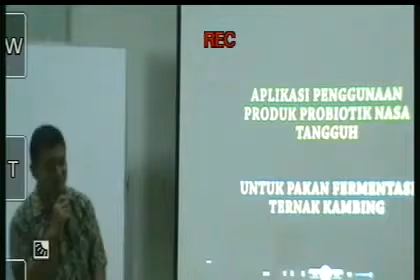 W
REC
T
APLIKASI PENGGUNAAN
PRODUK PROBIOTIK NASA
TANGGUH
UNTUK PAKAN FERMENTASI
TERNAK KAMBING